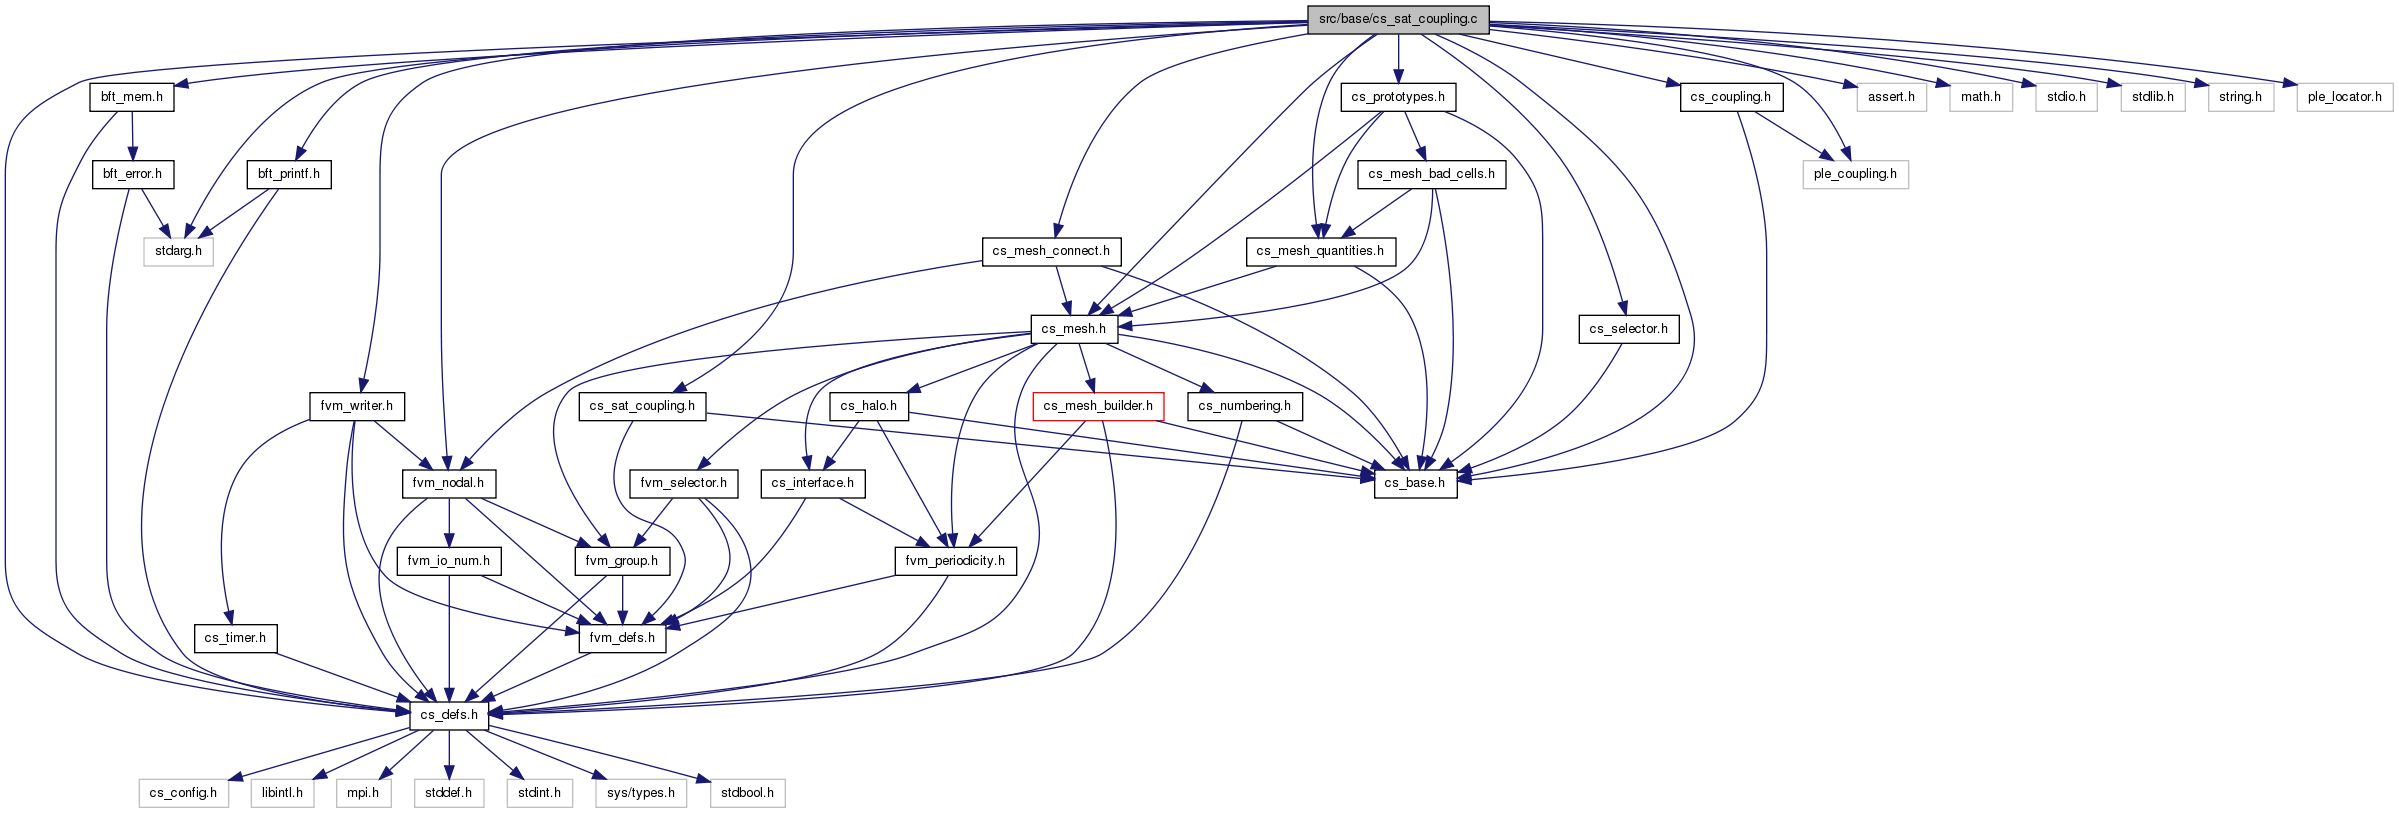 src/base/cs_sat_coupling.c
bft_mem.h
cs_prototypes.h
cs_coupling.h
assert.h
math.h
stdio.h
stdlib.h
string.h
ple_locator.h
bft_error.h
bft_printf.h
cs_mesh_bad_cells.h
ple_coupling.h
stdarg.h
cs_mesh_connect.h
cs_mesh_quantities.h
cs_mesh.h
cs_selector.h
fvm_writer.h
cs_sat_coupling.h
cs_halo.h
cs_mesh_builder.h
cs_numbering.h
fvm_nodal.h
fvm_selector.h
cs_interface.h
cs_base.h
fvm_io_num.h
fvm_group.h
fvm_periodicity.h
cs_timer.h
fvm_defs.h
cs_defs.h
cs_config.h
libintl.h
mpi.h
stddef.h
stdint.h
sys/types.h
stdbool.h